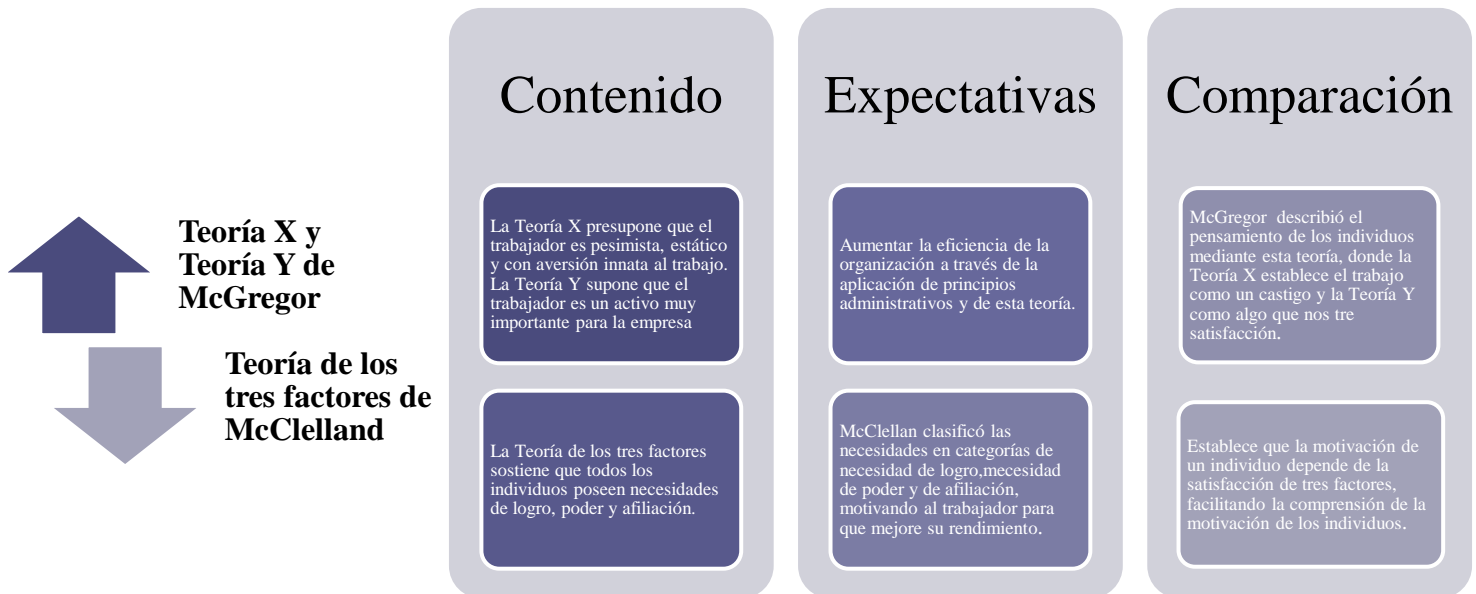 Contenido
Expectativas
Comparación
Teoría X y
Teoría Y de
McGregor
La Teoría X presupone que el
trabajador es pesimista, estático
y con aversión innata al trabajo.
La Teoría Y supone que el
trabajador es un activo muy
importante para la empresa
Aumentar la eficiencia de la
organización a través de la
aplicación de principios
administrativos y de esta teoría.
McGregor  describió el
pensamiento de los individuos
mediante esta teoría, donde la
Teoría X establece el trabajo
como un castigo y la Teoría Y
como algo que nos tre
satisfacción.
Teoría de los
tres factores de
McClelland
La Teoría de los tres factores
sostiene que todos los
individuos poseen necesidades
de logro, poder y afiliación.
McClellan clasificó las
necesidades en categorías de
necesidad de logro,mecesidad
de poder y de afiliación,
motivando al trabajador para
que mejore su rendimiento.
Establece que la motivación de
un individuo depende de la
satisfacción de tres factores,
facilitando la comprensión de la
motivación de los individuos.